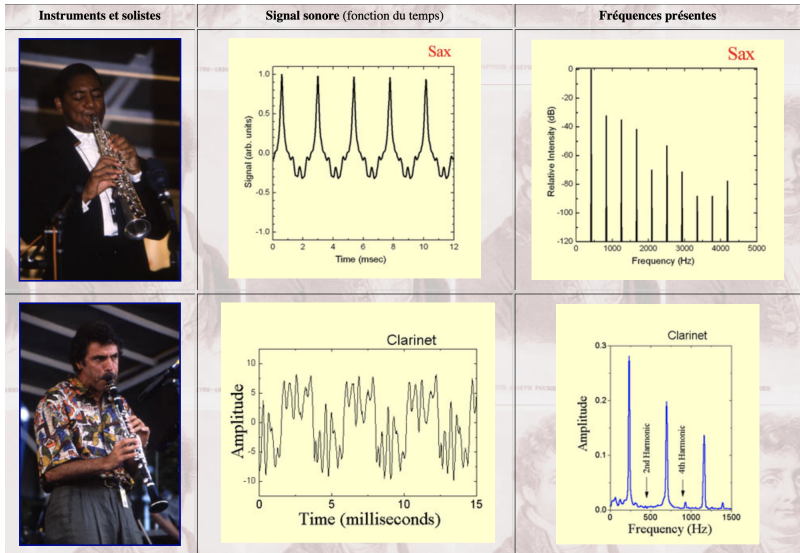 Instruments et solistes
Signal sonore (fonction du temps)
Fréquences présentes
Sax
Signal (arb. units)
1.0
0.5
0.0
-0.5
-1.0
0 2 4 6 8 10 12
Time (msec)
Sax
Relative Intensity (dB)
0
-20
-40
-60
-80
-100
-120
0 1000 2000 3000 4000 5000
Frequency (Hz)
Clarinet
Amplitude
10
5
0
-5
-10
0 5 10 15
Time (milliseconds)
Clarinet
Amplitude
0.3
0.2
0.1
0.0
2nd Harmonic
4th Harmonic
0 500 1000 1500
Frequency (Hz)